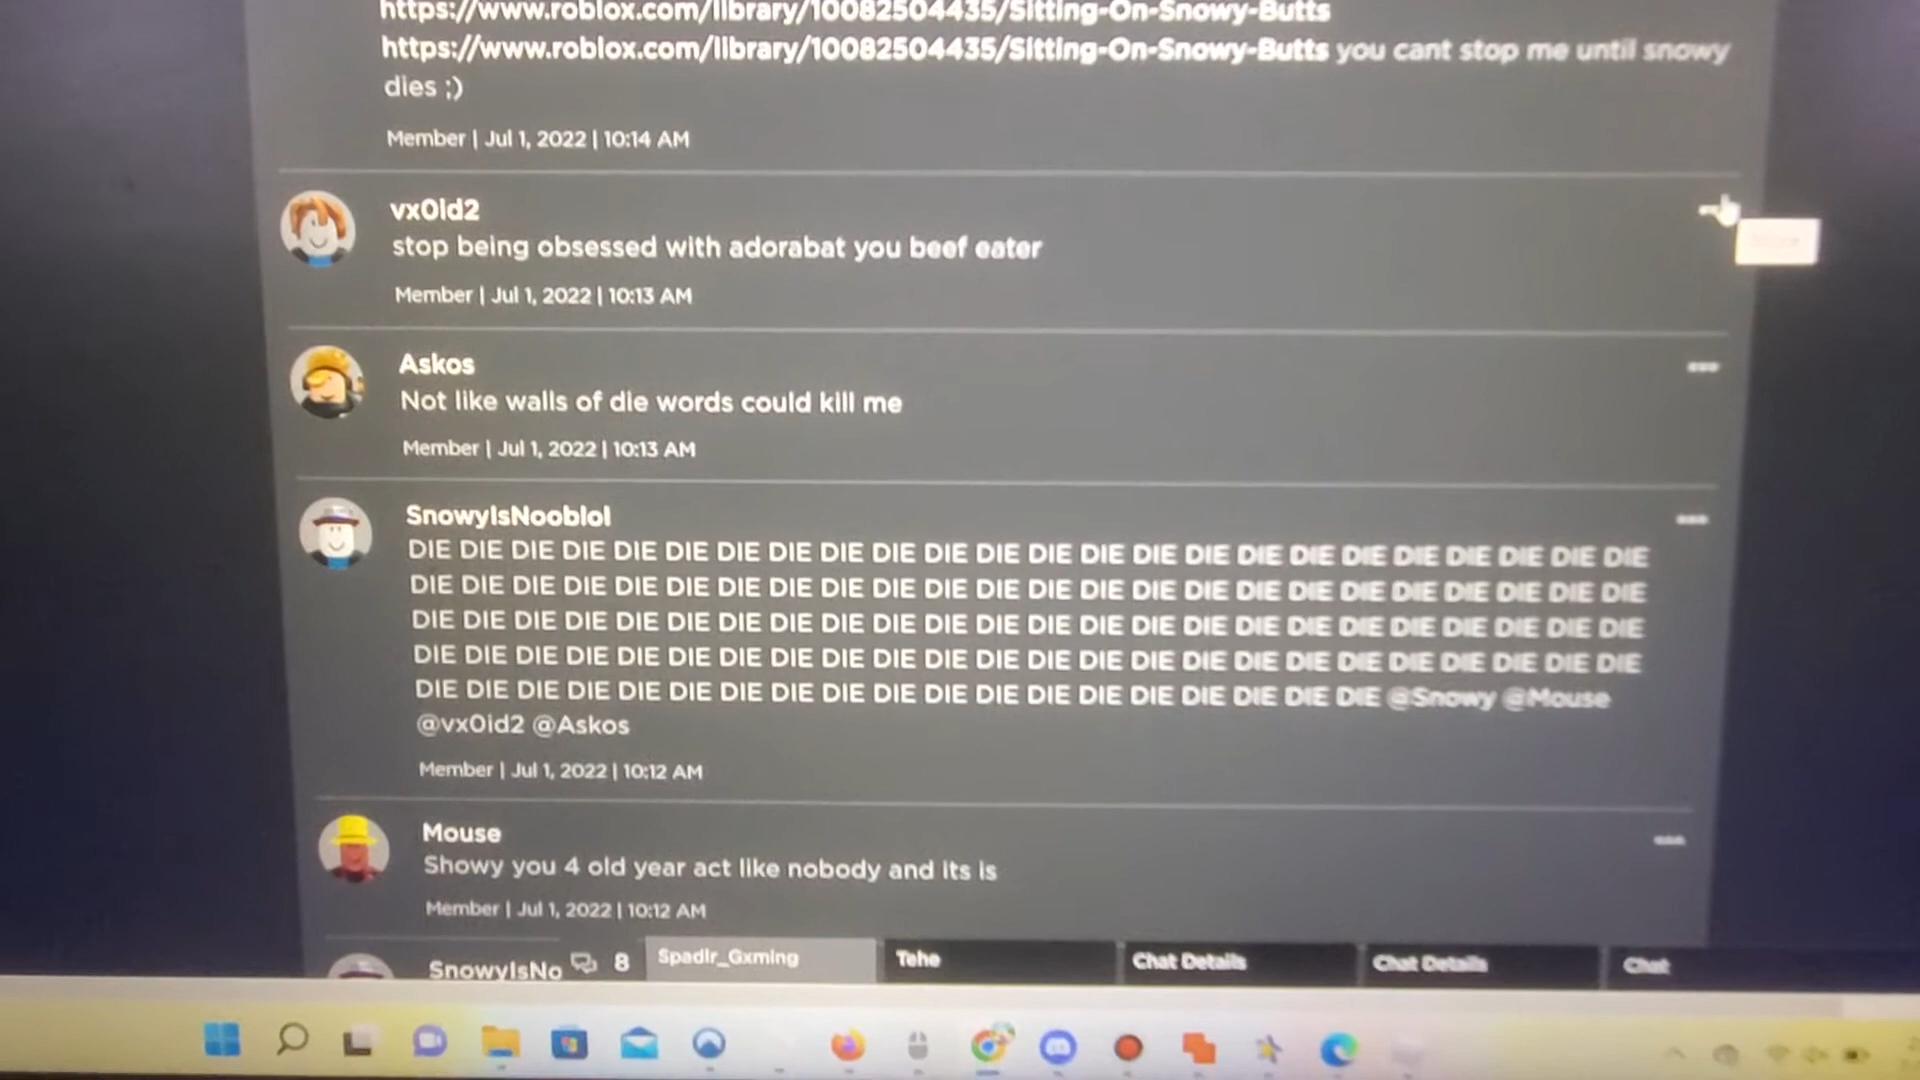 https://www.roblox.com/library/10082504435/Sitting-On-Snowy-Butts
https://www.roblox.com/library/10082504435/Sitting-On-Snowy-Butts you cant stop me until snowy
dies ;)
Member | Jul 1, 2022 | 10:14 AM
vx0id2
stop being obsessed with adorabat you beef eater
Member | Jul 1, 2022 | 10:13 AM
Askos
Not like walls of die words could kill me
Member | Jul 1, 2022 | 10:13 AM
SnowyIsNooblol
DIE DIE DIE DIE DIE DIE DIE DIE DIE DIE DIE DIE DIE DIE DIE DIE DIE DIE DIE DIE DIE DIE DIE DIE
DIE DIE DIE DIE DIE DIE DIE DIE DIE DIE DIE DIE DIE DIE DIE DIE DIE DIE DIE DIE DIE DIE DIE DIE
DIE DIE DIE DIE DIE DIE DIE DIE DIE DIE DIE DIE DIE DIE DIE DIE DIE DIE DIE DIE DIE DIE DIE DIE
DIE DIE DIE DIE DIE DIE DIE DIE DIE DIE DIE DIE DIE DIE DIE DIE DIE DIE DIE DIE DIE DIE DIE DIE
DIE DIE DIE DIE DIE DIE DIE DIE DIE DIE DIE DIE DIE DIE DIE DIE DIE DIE DIE @Snowy @Mouse
@vx0id2 @Askos
Member | Jul 1, 2022 | 10:12 AM
Mouse
Showy you 4 old year act like nobody and its is
Member | Jul 1, 2022 | 10:12 AM
SnowyIsNo 8 Spadlr_Gxming Tehe Chat Details Chat Details Chat